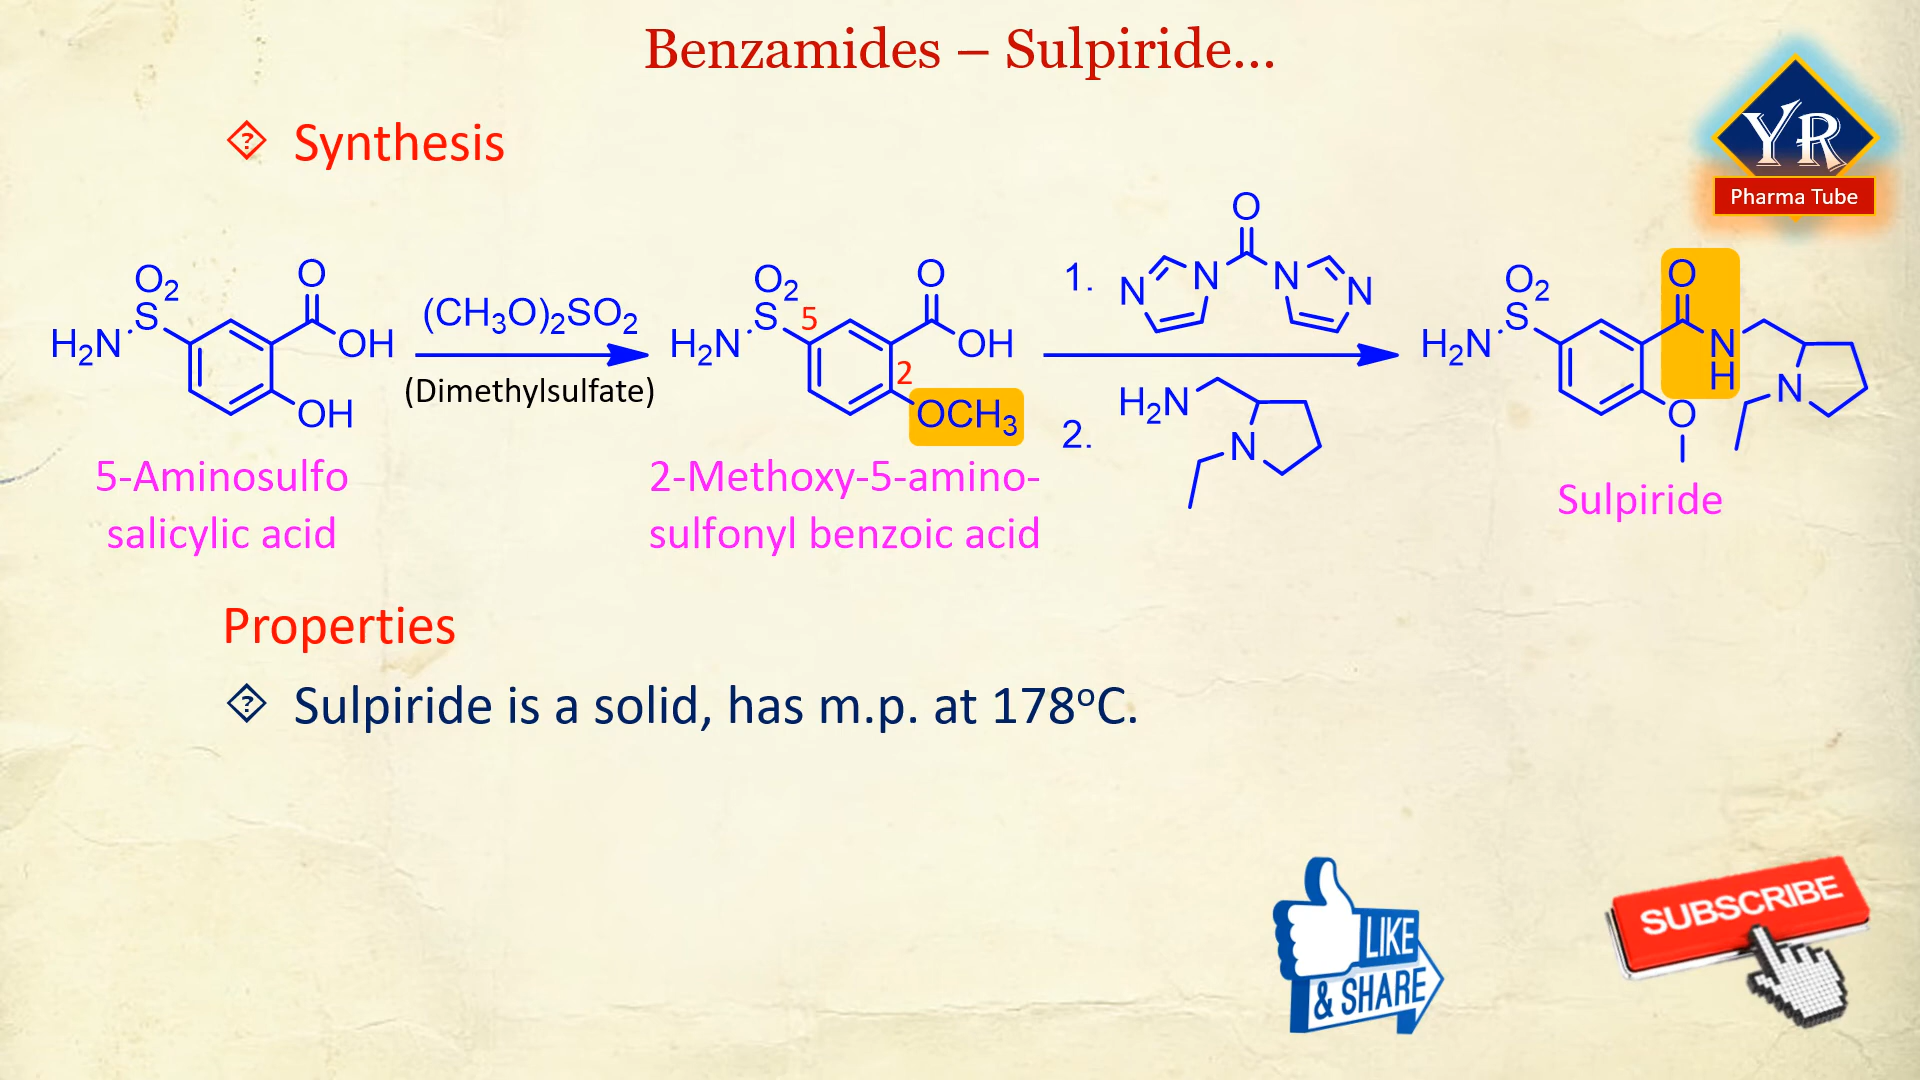 Benzamides – Sulpiride...
YR
Pharma Tube
Synthesis
O2
S
H2N
O
OH
OH
5-Aminosulfo
salicylic acid
(CH3O)2SO2
(Dimethylsulfate)
O2
S
5
H2N
O
OH
2
OCH3
2-Methoxy-5-amino-
sulfonyl benzoic acid
1.
O
N
N
N
N
2.
H2N
N
O2
S
H2N
O
N
H
N
O
Sulpiride
Properties
Sulpiride is a solid, has m.p. at 178oC.
LIKE
& SHARE
SUBSCRIBE